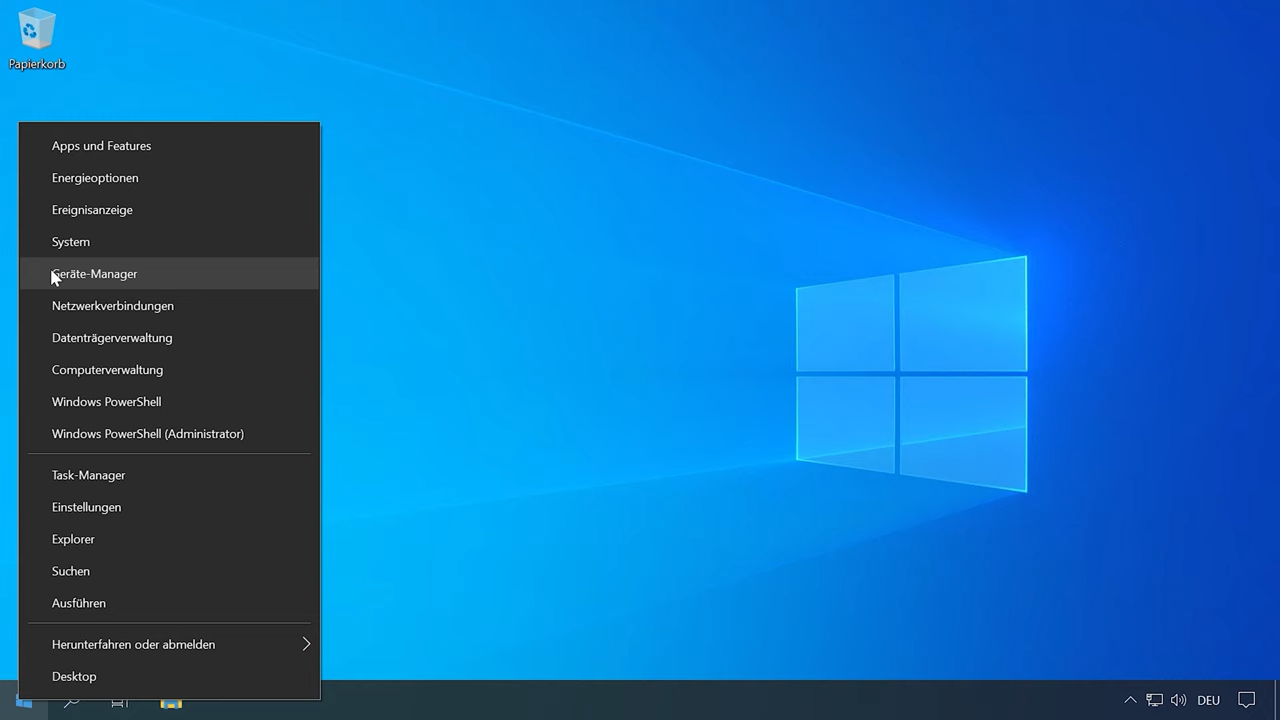 Papierkorb
Apps und Features
Energieoptionen
Ereignisanzeige
System
Geräte-Manager
Netzwerkverbindungen
Datenträgerverwaltung
Computerverwaltung
Windows PowerShell
Windows PowerShell (Administrator)
Task-Manager
Einstellungen
Explorer
Suchen
Ausführen
Herunterfahren oder abmelden
Desktop
DEU